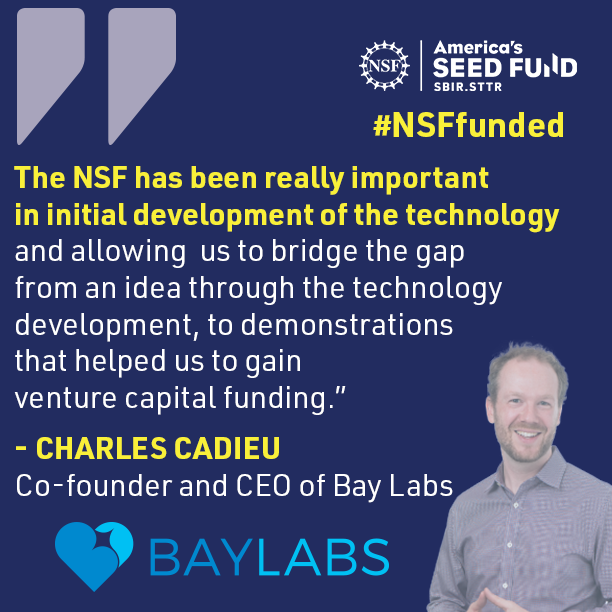 NSF
America's
SEED FUND
SBIR.STTR
#NSFfunded
The NSF has been really important
in initial development of the technology
and allowing  us to bridge the gap
from an idea through the technology
development, to demonstrations
that helped us to gain
venture capital funding.”
- CHARLES CADIEU
Co-founder and CEO of Bay Labs
BAYLABS